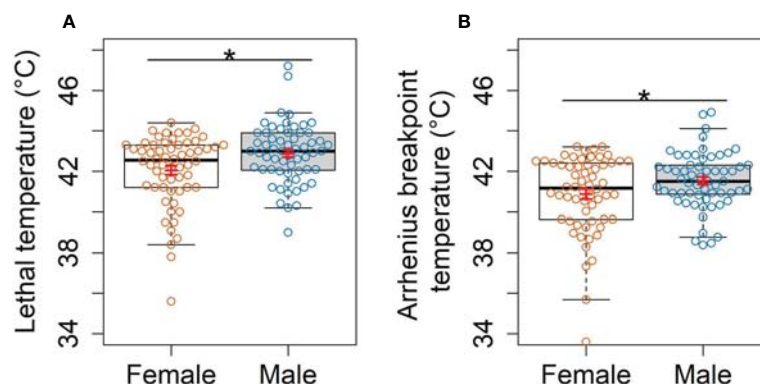 A
Lethal temperature (°C)
46
42
38
34
*
Female
Male
B
Arrhenius breakpoint
temperature (°C)
46
42
38
34
*
Female
Male